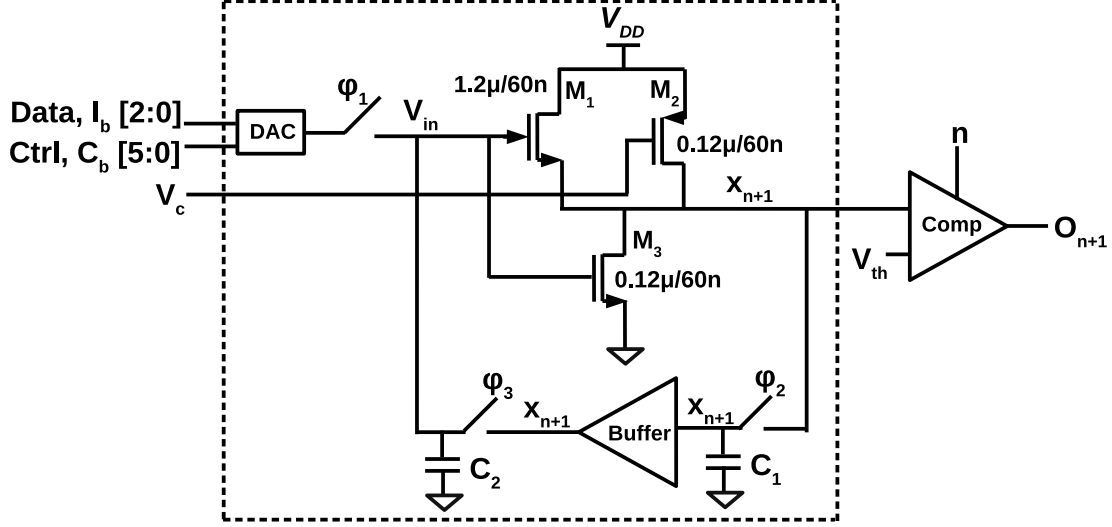 V_DD
1.2μ/60n
M_1
M_2
φ_1
Data, I_b [2:0]
DAC
V_in
Ctrl, C_b [5:0]
0.12μ/60n
n
V_c
x_n+1
Comp
O_n+1
M_3
V_th
0.12μ/60n
φ_3
x_n+1
Buffer
x_n+1
φ_2
C_2
C_1